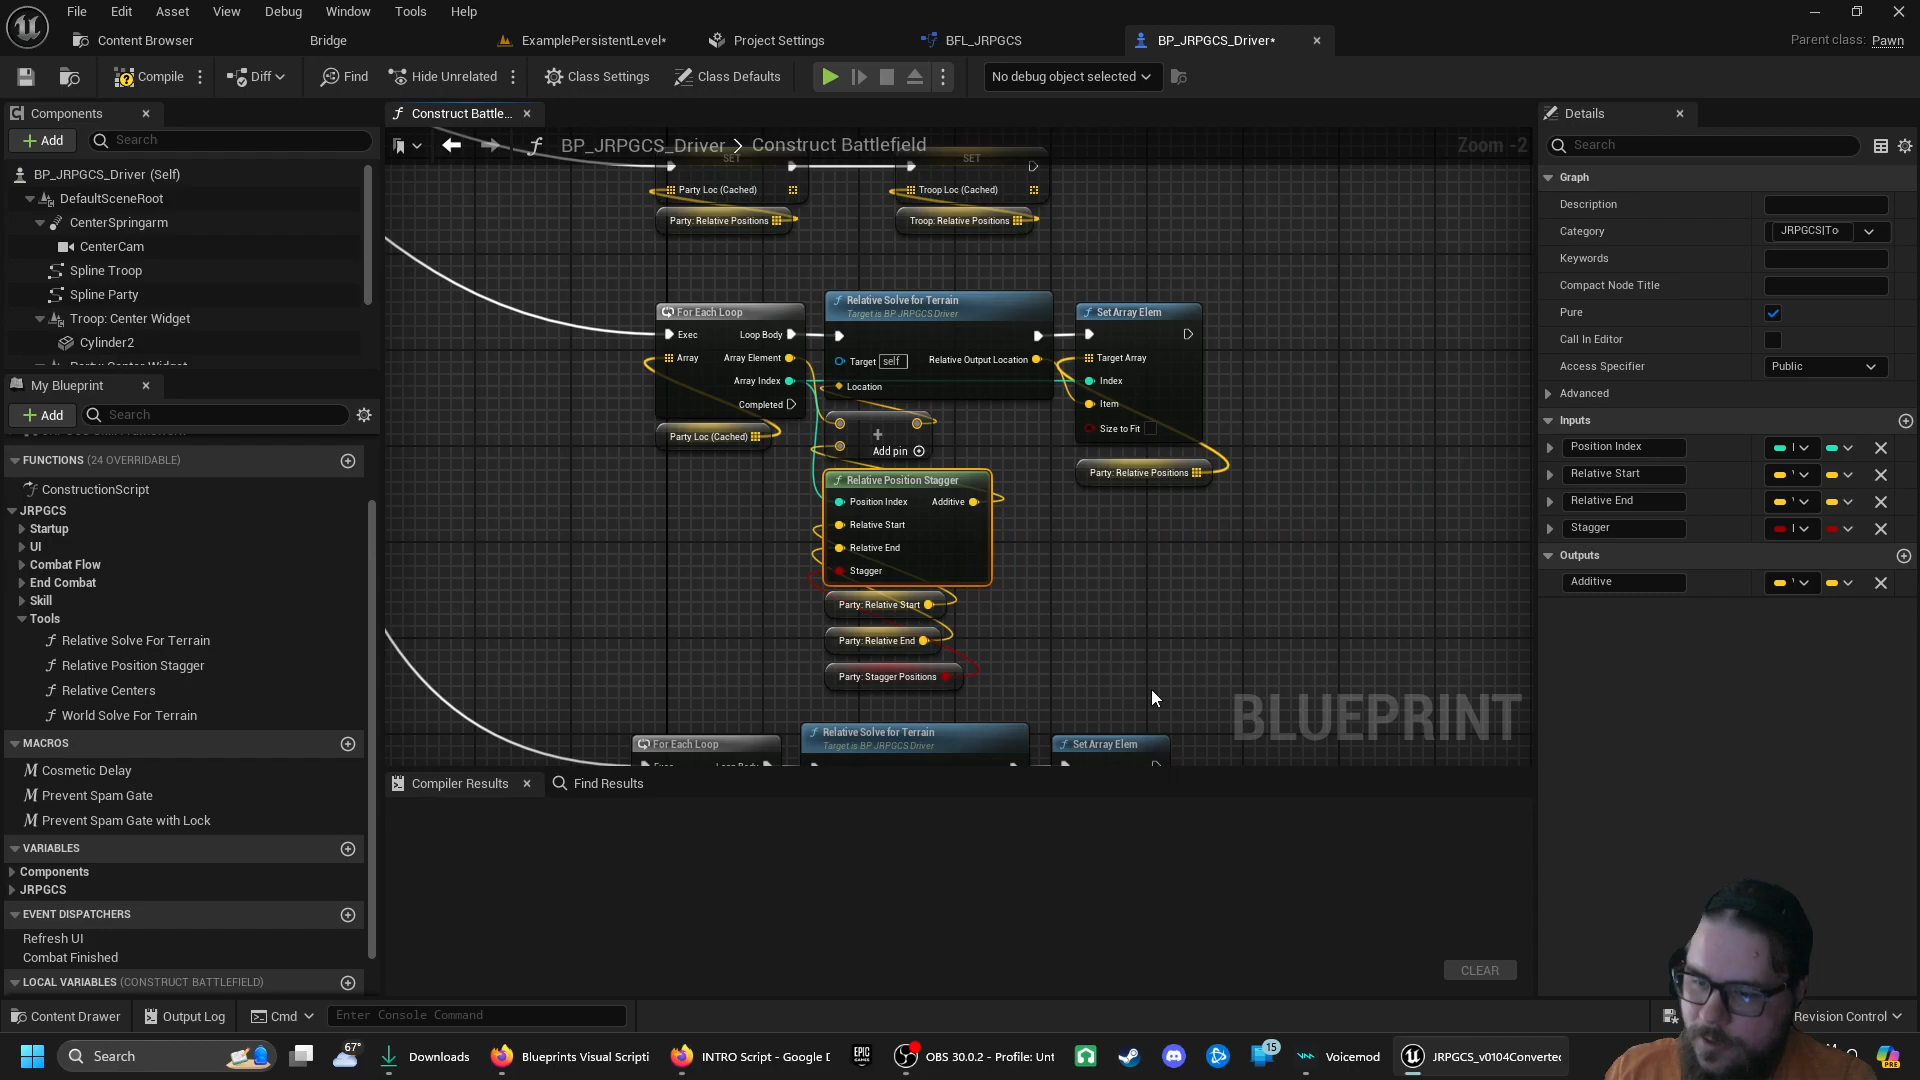 File Edit Asset View Debug Window Tools Help
Content Browser Bridge ExamplePersistentLevel* Project Settings BFL_JRPGCS BP_JRPGCS_Driver* Parent class: Pawn
Compile Diff Find Hide Unrelated Class Settings Class Defaults No debug object selected
Components
Add Search
BP_JRPGCS_Driver (Self)
DefaultSceneRoot
CenterSpringarm
CenterCam
Spline Troop
Spline Party
Troop: Center Widget
Cylinder2
My Blueprint
Add Search
FUNCTIONS (24 OVERRIDABLE)
ConstructionScript
JRPGCS
Startup
UI
Combat Flow
End Combat
Skill
Tools
Relative Solve For Terrain
Relative Position Stagger
Relative Centers
World Solve For Terrain
MACROS
Cosmetic Delay
Prevent Spam Gate
Prevent Spam Gate with Lock
VARIABLES
Components
JRPGCS
EVENT DISPATCHERS
Refresh UI
Combat Finished
LOCAL VARIABLES (CONSTRUCT BATTLEFIELD)
Construct Battle...
BP_JRPGCS_Driver > Construct Battlefield Zoom -2
SET SET
Party Loc (Cached) Troop Loc (Cached)
Party: Relative Positions Troop: Relative Positions
For Each Loop
Exec Loop Body
Array Array Element
Array Index
Completed
Party Loc (Cached)
Relative Solve for Terrain
Target is BP JRPGCS Driver
Target self Relative Output Location
Location
Add pin
Set Array Elem
Target Array
Index
Item
Size to Fit
Party: Relative Positions
Relative Position Stagger
Position Index Additive
Relative Start
Relative End
Stagger
Party: Relative Start
Party: Relative End
Party: Stagger Positions
BLUEPRINT
For Each Loop Relative Solve for Terrain Set Array Elem
Target is BP JRPGCS Driver
Compiler Results Find Results
CLEAR
Details
Search
Graph
Description
Category JRPGCS|To
Keywords
Compact Node Title
Pure
Call In Editor
Access Specifier Public
Advanced
Inputs
Position Index
Relative Start
Relative End
Stagger
Outputs
Additive
Content Drawer Output Log Cmd Enter Console Command Revision Control
Search 67° Downloads Blueprints Visual Scripti INTRO Script - Google D EPIC GAMES OBS 30.0.2 - Profile: Unt 15 Voicemod JRPGCS_v0104Converted PRE